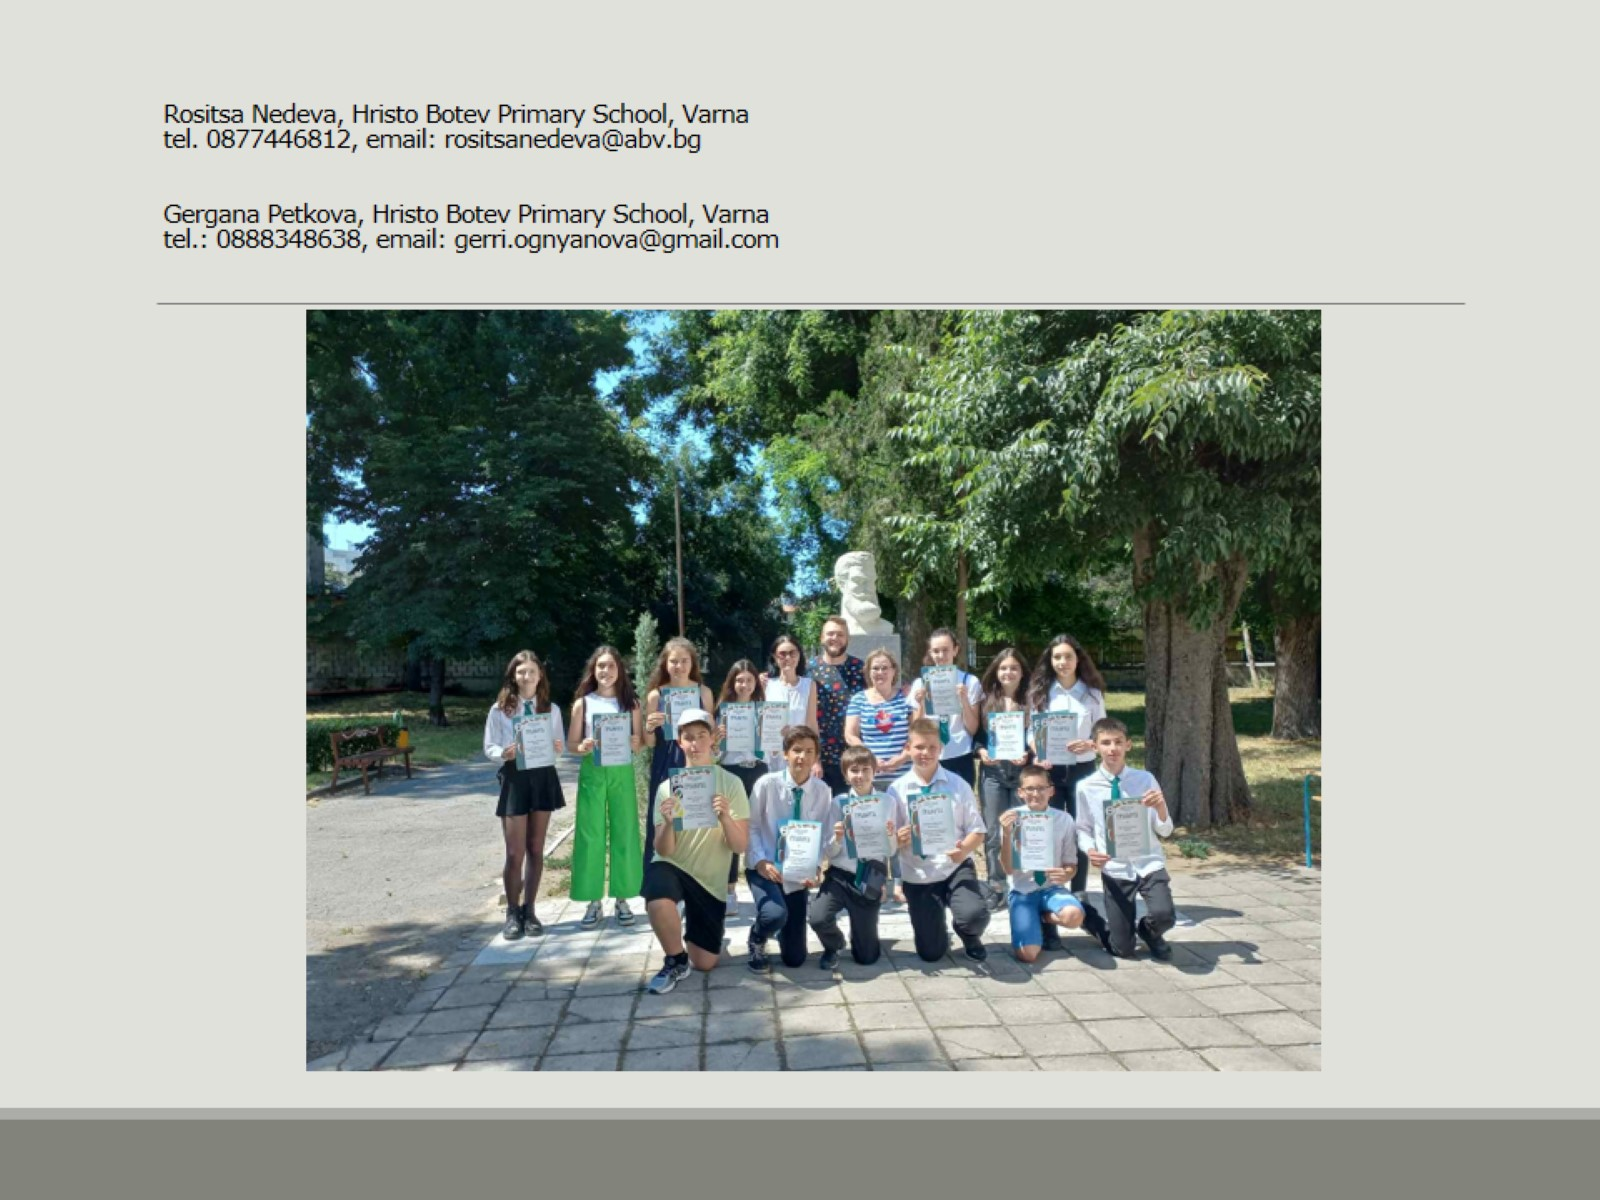 Rositsa Nedeva, Hristo Botev Primary School, Varna
tel. 0877446812, email: rositsanedeva@abv.bg
Gergana Petkova, Hristo Botev Primary School, Varna
tel.: 0888348638, email: gerri.ognyanova@gmail.com